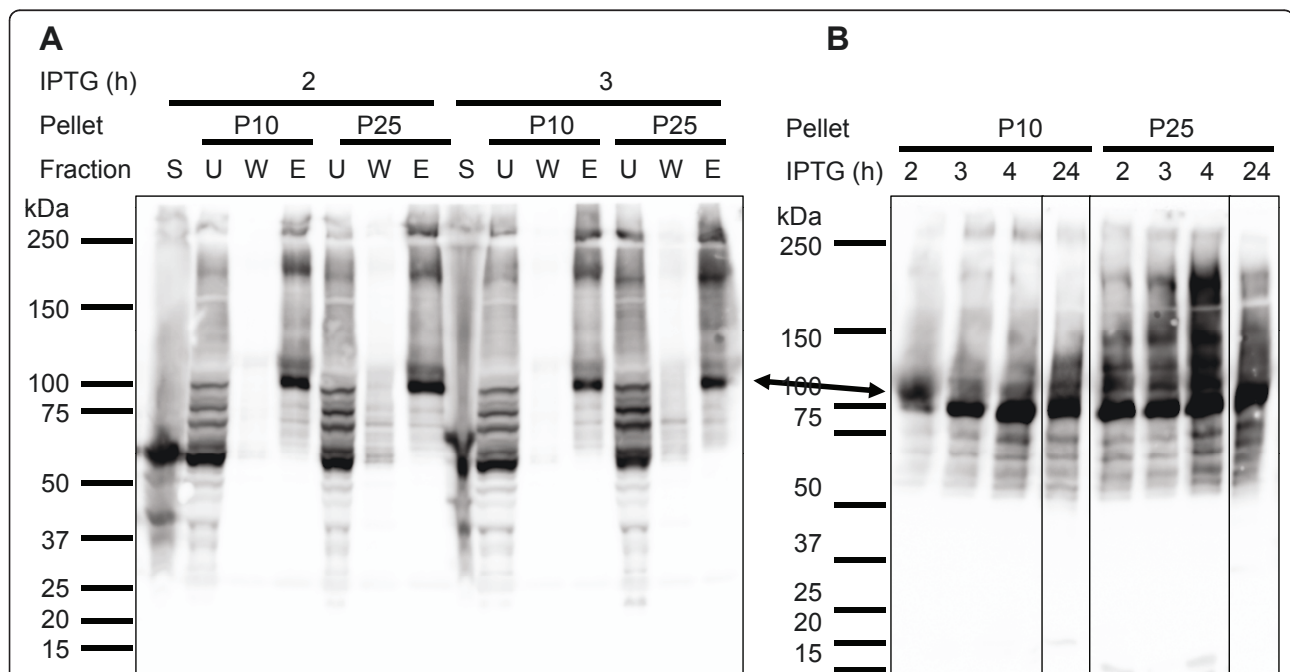 A
IPTG (h) 2 3
Pellet P10 P25 P10 P25
Fraction S U W E U W E S U W E U W E
kDa
250
150
100
75
50
37
25
20
15
B
Pellet P10 P25
IPTG (h) 2 3 4 24 2 3 4 24
kDa
250
150
100
75
50
37
25
20
15